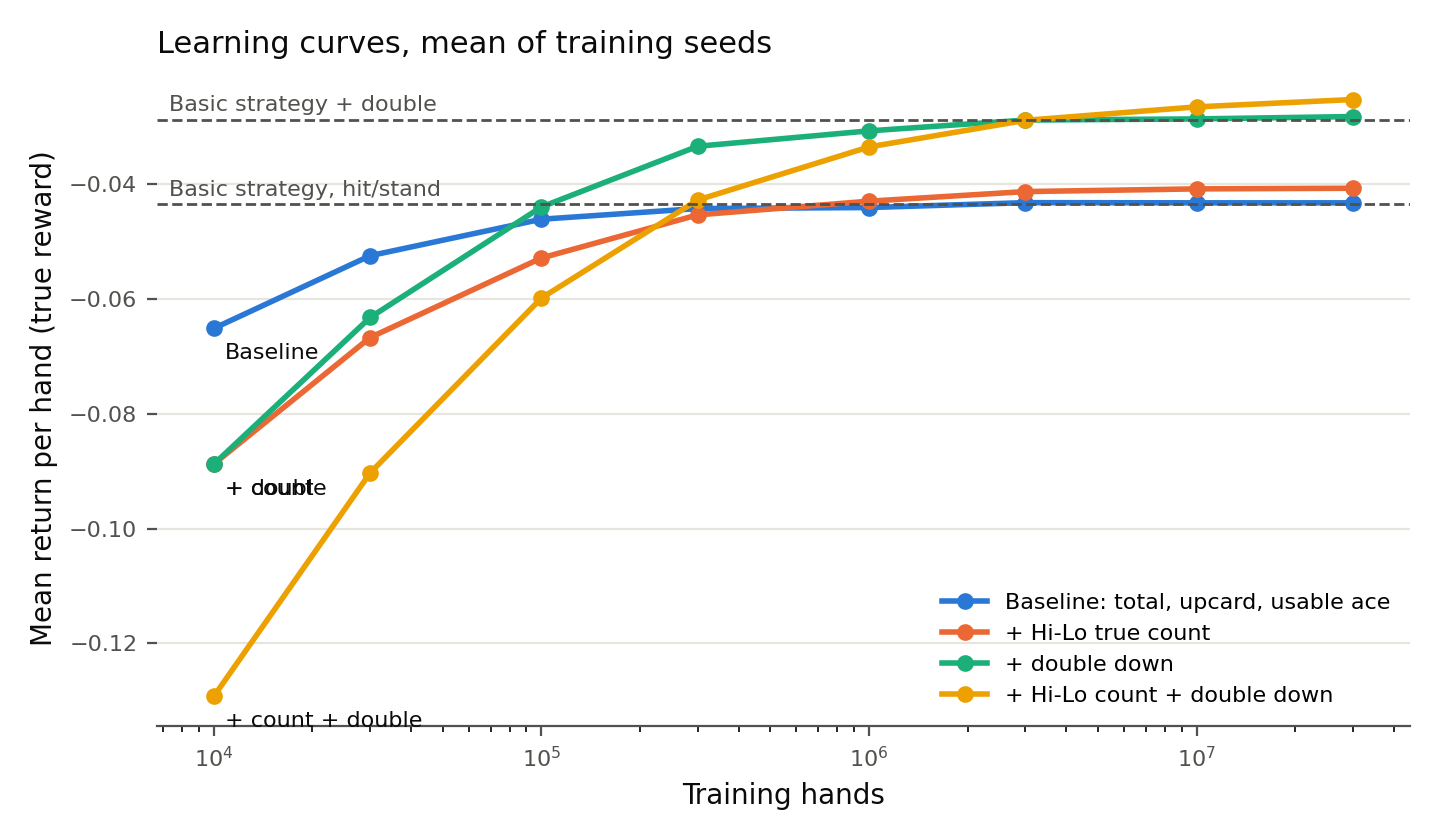 Learning curves, mean of training seeds
Basic strategy + double
Basic strategy, hit/stand
Mean return per hand (true reward)
−0.04
−0.06
−0.08
−0.10
−0.12
Baseline
+ count
+ double
+ count + double
Baseline: total, upcard, usable ace
+ Hi-Lo true count
+ double down
+ Hi-Lo count + double down
10⁴
10⁵
10⁶
10⁷
Training hands